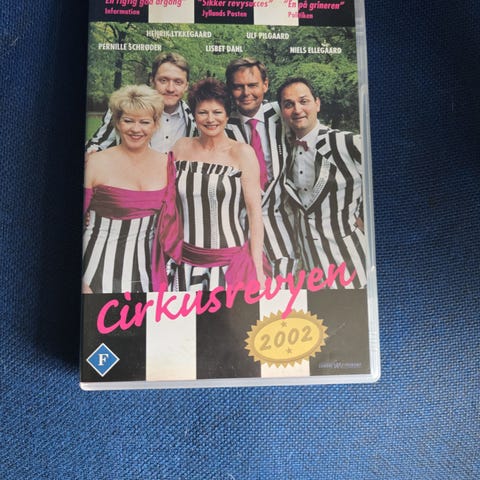 "En rigtig god årgang" "Sikker revysucces" "En på grineren"
Information Jyllands Posten Politiken
HENRIK LYKKEGAARD ULF PILGAARD
PERNILLE SCHRØDER LISBET DAHL NIELS ELLEGAARD
cirkusrevyen
2002
F